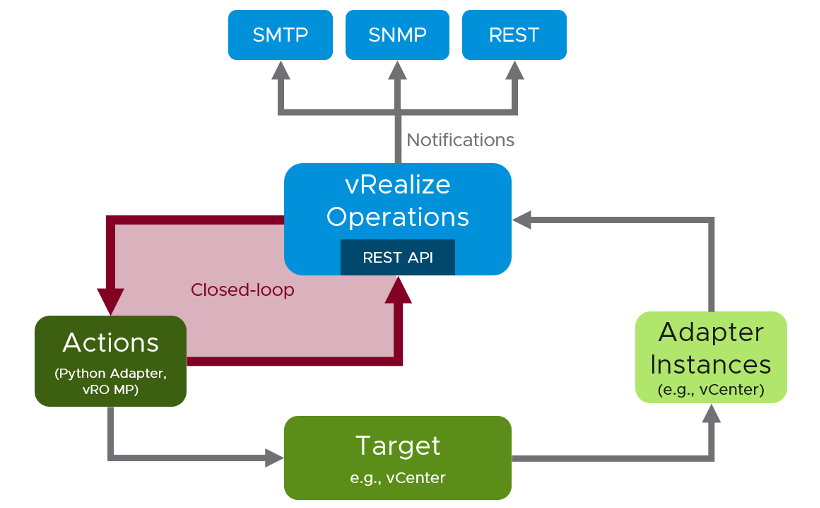 SMTP
SNMP
REST
Notifications
vRealize
Operations
REST API
Closed-loop
Actions
(Python Adapter,
vRO MP)
Adapter
Instances
(e.g., vCenter)
Target
e.g., vCenter